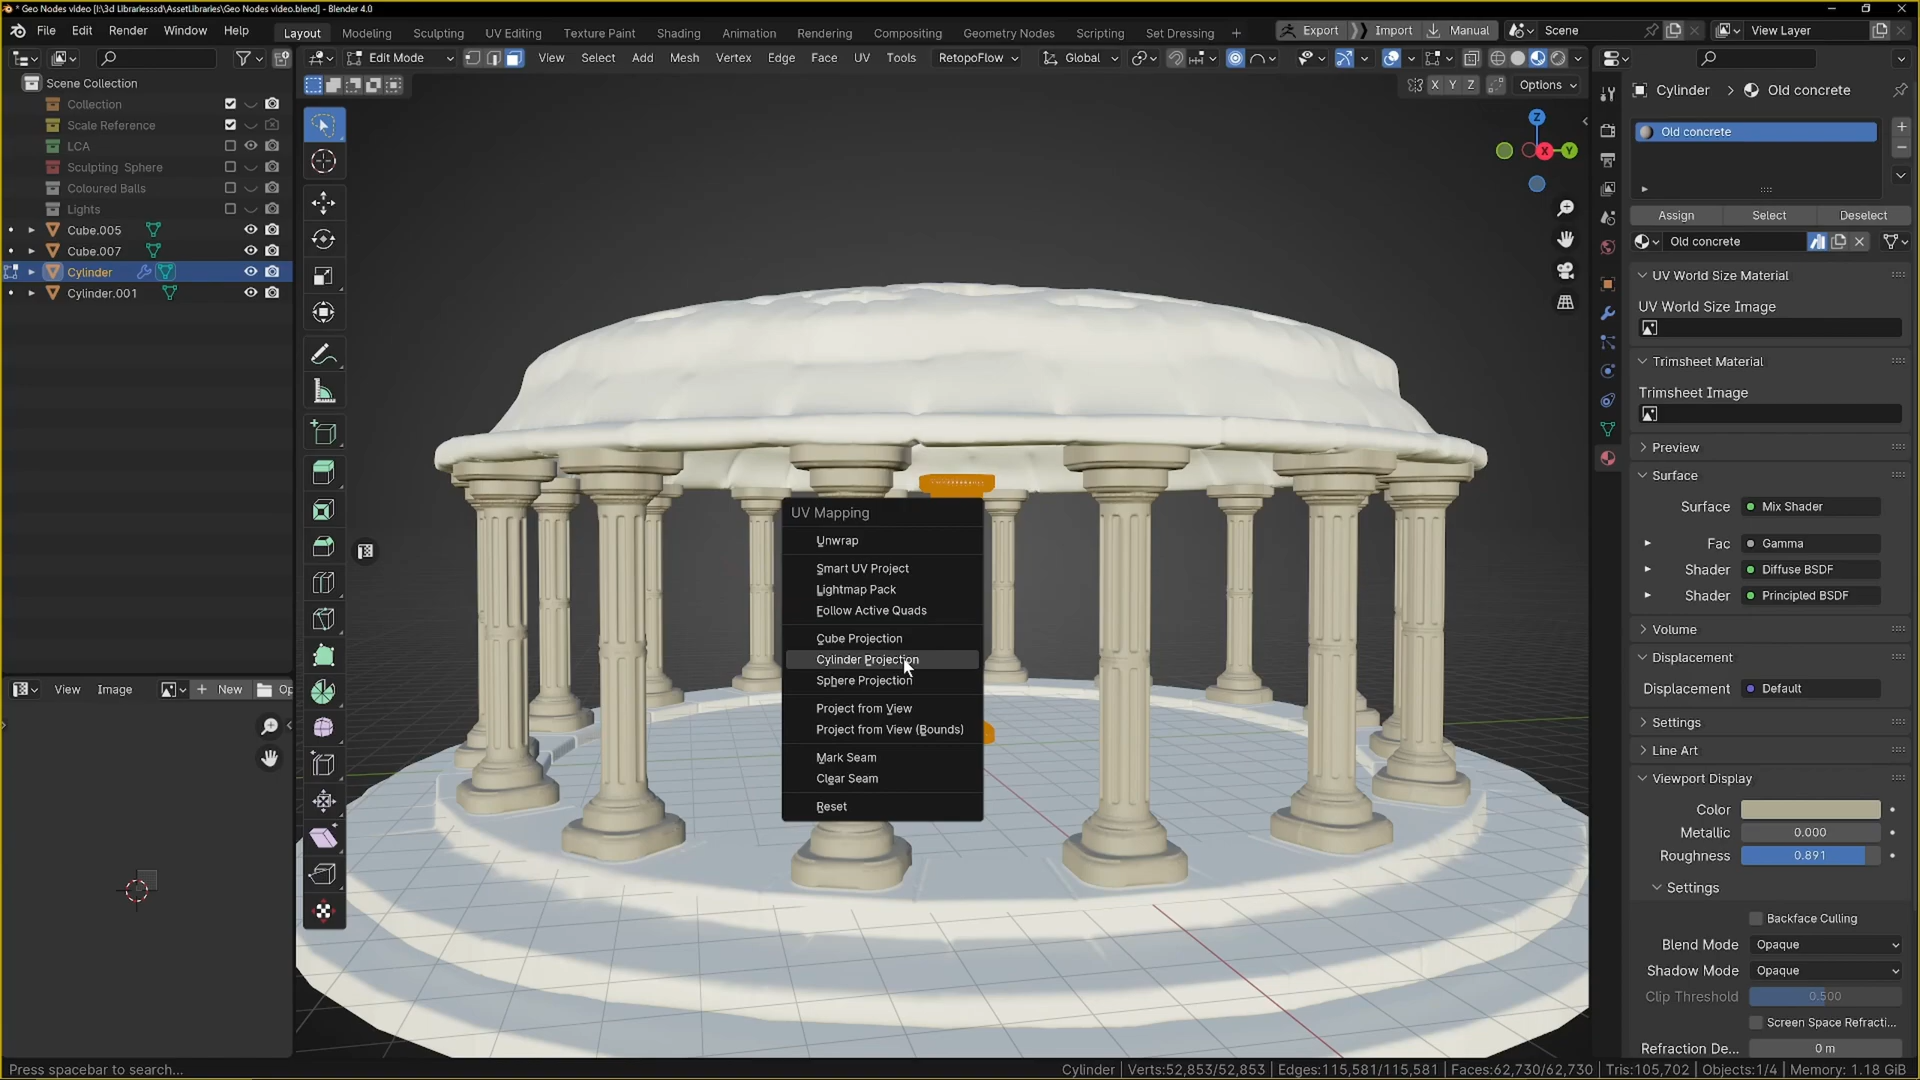 * Geo Nodes video [I:\3d Librariesssd\AssetLibraries\Geo Nodes video.blend] - Blender 4.0
File Edit Render Window Help
Layout Modeling Sculpting UV Editing Texture Paint Shading Animation Rendering Compositing Geometry Nodes Scripting Set Dressing +
Export Import Manual Scene View Layer
Edit Mode View Select Add Mesh Vertex Edge Face UV Tools RetopoFlow Global
X Y Z Options
Scene Collection
Collection
Scale Reference
LCA
Sculpting Sphere
Coloured Balls
Lights
Cube.005
Cube.007
Cylinder
Cylinder.001
View Image + New Op
Z
X
Y
UV Mapping
Unwrap
Smart UV Project
Lightmap Pack
Follow Active Quads
Cube Projection
Cylinder Projection
Sphere Projection
Project from View
Project from View (Bounds)
Mark Seam
Clear Seam
Reset
Cylinder > Old concrete
Old concrete
Assign Select Deselect
Old concrete
UV World Size Material
UV World Size Image
Trimsheet Material
Trimsheet Image
Preview
Surface
Surface Mix Shader
Fac Gamma
Shader Diffuse BSDF
Shader Principled BSDF
Volume
Displacement
Displacement Default
Settings
Line Art
Viewport Display
Color
Metallic 0.000
Roughness 0.891
Settings
Backface Culling
Blend Mode Opaque
Shadow Mode Opaque
Clip Threshold 0.500
Screen Space Refracti...
Refraction De... 0 m
Press spacebar to search...
Cylinder | Verts:52,853/52,853 | Edges:115,581/115,581 | Faces:62,730/62,730 | Tris:105,702 | Objects:1/4 | Memory: 1.18 GiB